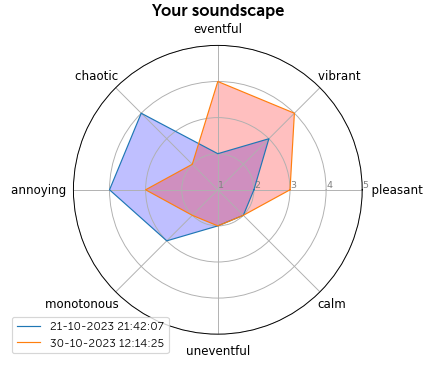 Your soundscape
eventful
chaotic
vibrant
annoying
1
2
3
4
5
pleasant
monotonous
calm
21-10-2023 21:42:07
30-10-2023 12:14:25
uneventful